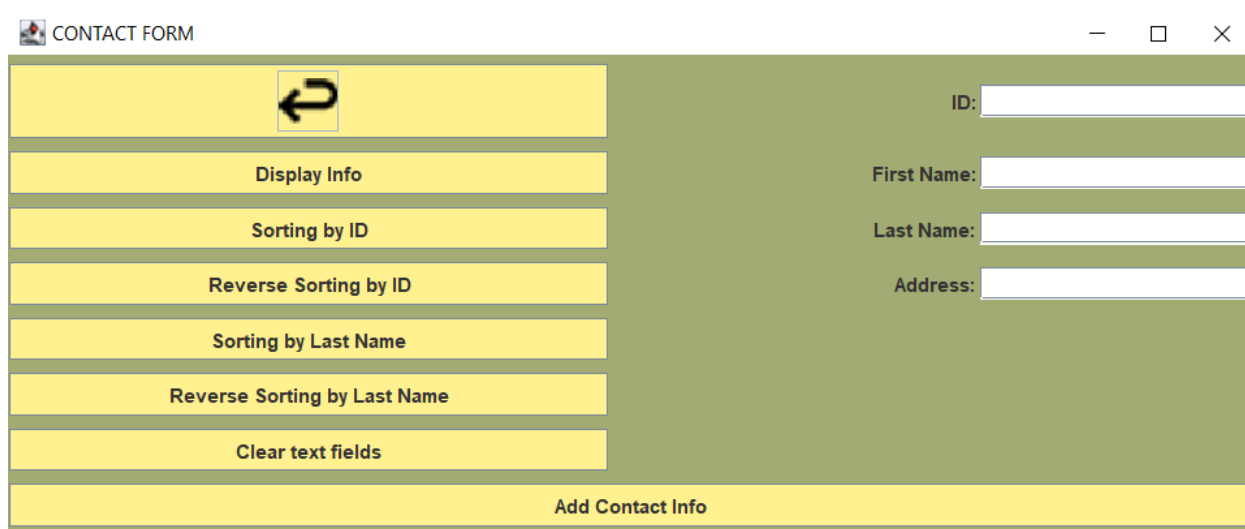 CONTACT FORM
ID:
Display Info
First Name:
Sorting by ID
Last Name:
Reverse Sorting by ID
Address:
Sorting by Last Name
Reverse Sorting by Last Name
Clear text fields
Add Contact Info